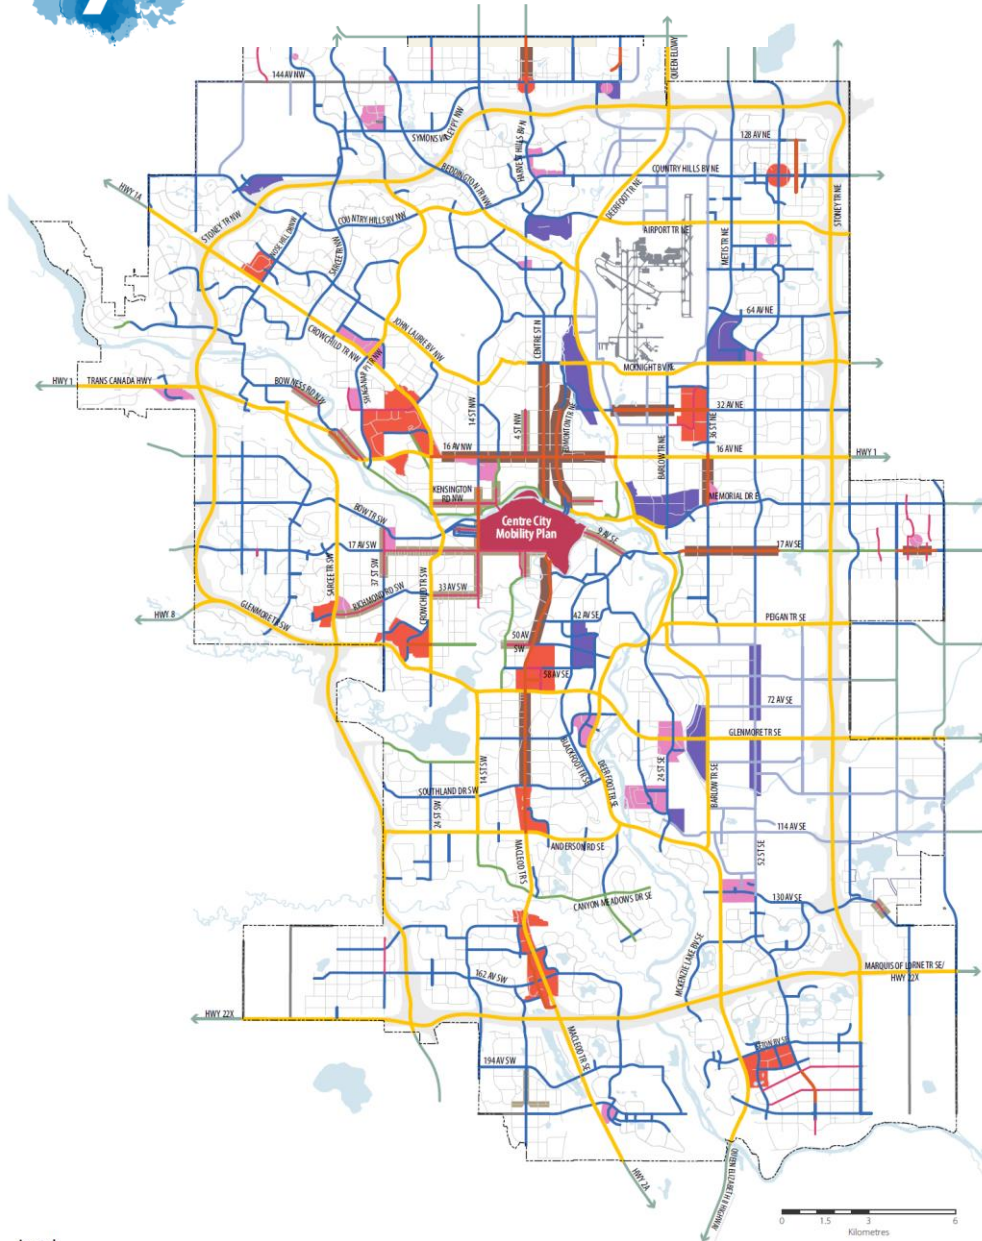 144 AV NW
SYMONS VA
LEY PY NW
HARVEST HILLS BV N
QUEEN E
128 AV NE
COUNTRY HILLS BV NE
BEDDINGTON TR NW
DEERFOOT TR NE
STONEY TR NE
HWY 1A
STONEY TR NW
COUNTRY HILLS BV NW
NOSE HILL DR NW
SARCEE TR
AIRPORT TR NE
METIS TR NE
64 AV NE
JOHN LAURIE BV NW
CROWCHILD TR NW
SHAGANAPPI TR NW
CENTRE ST N
MCKNIGHT BV NE
HWY 1
TRANS CANADA HWY
BOWNESS RD NW
14 ST NW
4 ST NW
EDMONTON TR NE
32 AV NE
36 ST NE
16 AV NW
16 AV NE
HWY 1
BARLOW TR NE
KENSINGTON
RD NW
MEMORIAL DR E
BOW TR SW
Centre City
Mobility Plan
9 AV SE
17 AV SW
17 AV SE
37 ST SW
SARCEE TR SW
RICHMOND RD SW
33 AV SW
CROWCHILD TR SW
HWY 8
GLENMORE TR SW
42 AV SE
PEIGAN TR SE
50 AV
SW
58 AV SE
72 AV SE
GLENMORE TR SE
BLACKFOOT TR SE
DEERFOOT TR SE
24 ST SE
BARLOW TR SE
14 ST SW
SOUTHLAND DR SW
24 ST SW
114 AV SE
ANDERSON RD SE
52 ST SE
MACLEOD TR S
CANYON MEADOWS DR SE
130 AV SE
MCKENZIE LAKE BV SE
MARQUIS OF LORNE TR SE/
HWY 22X
162 AV SW
HWY 22X
MACLEOD TR SE
194 AV SW
HWY 2A
0 1.5 3 6
Kilometres